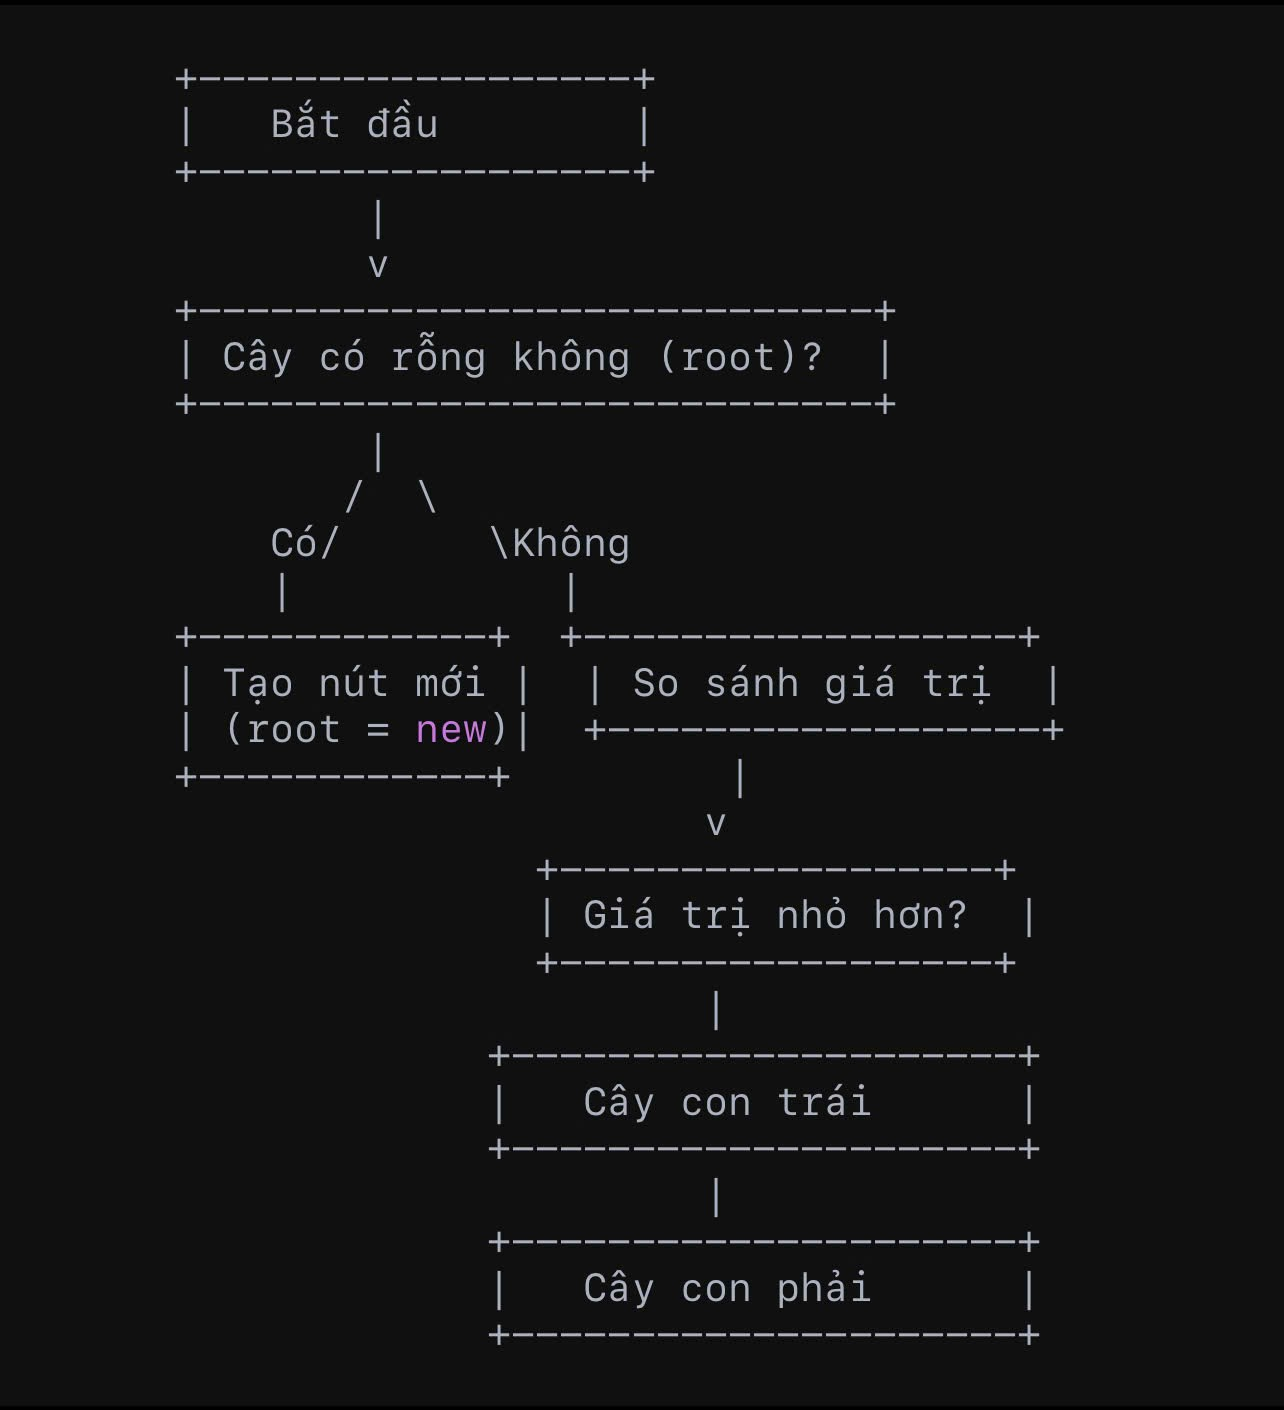 +------------------+
|   Bắt đầu        |
+------------------+
|
v
+----------------------------+
| Cây có rỗng không (root)?  |
+----------------------------+
|
/  \
Có/      \Không
|           |
+------------+  +-------------------+
| Tạo nút mới |  | So sánh giá trị  |
| (root = new)|  +------------------+
+------------+         |
v
+------------------+
| Giá trị nhỏ hơn?  |
+------------------+
|
+---------------------+
|   Cây con trái      |
+---------------------+
|
+---------------------+
|   Cây con phải      |
+---------------------+